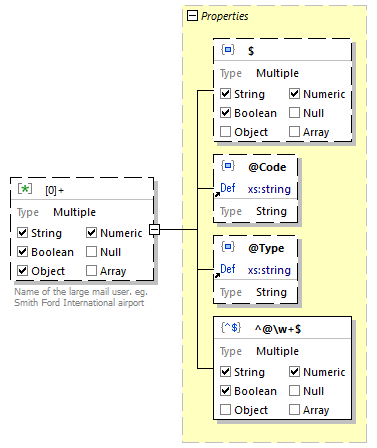 Properties
$
Type Multiple
String Numeric
Boolean Null
Object Array
@Code
Def xs:string
Type String
[0]+
Type Multiple
String Numeric
Boolean Null
Object Array
Name of the large mail user. eg.
Smith Ford International airport
@Type
Def xs:string
Type String
{^$} ^@\w+$
Type Multiple
String Numeric
Boolean Null
Object Array